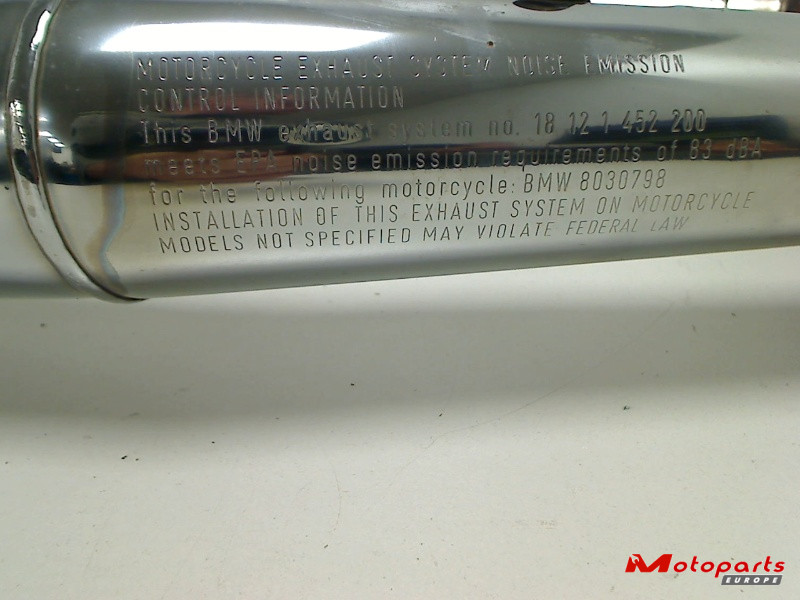 MOTORCYCLE EXHAUST SYSTEM NOISE EMISSION
CONTROL INFORMATION
This BMW exhaust system no. 18 12 1 452 200
meets EPA noise emission requirements of 83 dBA
for the following motorcycle: BMW 8030798
INSTALLATION OF THIS EXHAUST SYSTEM ON MOTORCYCLE
MODELS NOT SPECIFIED MAY VIOLATE FEDERAL LAW
Motoparts
EUROPE